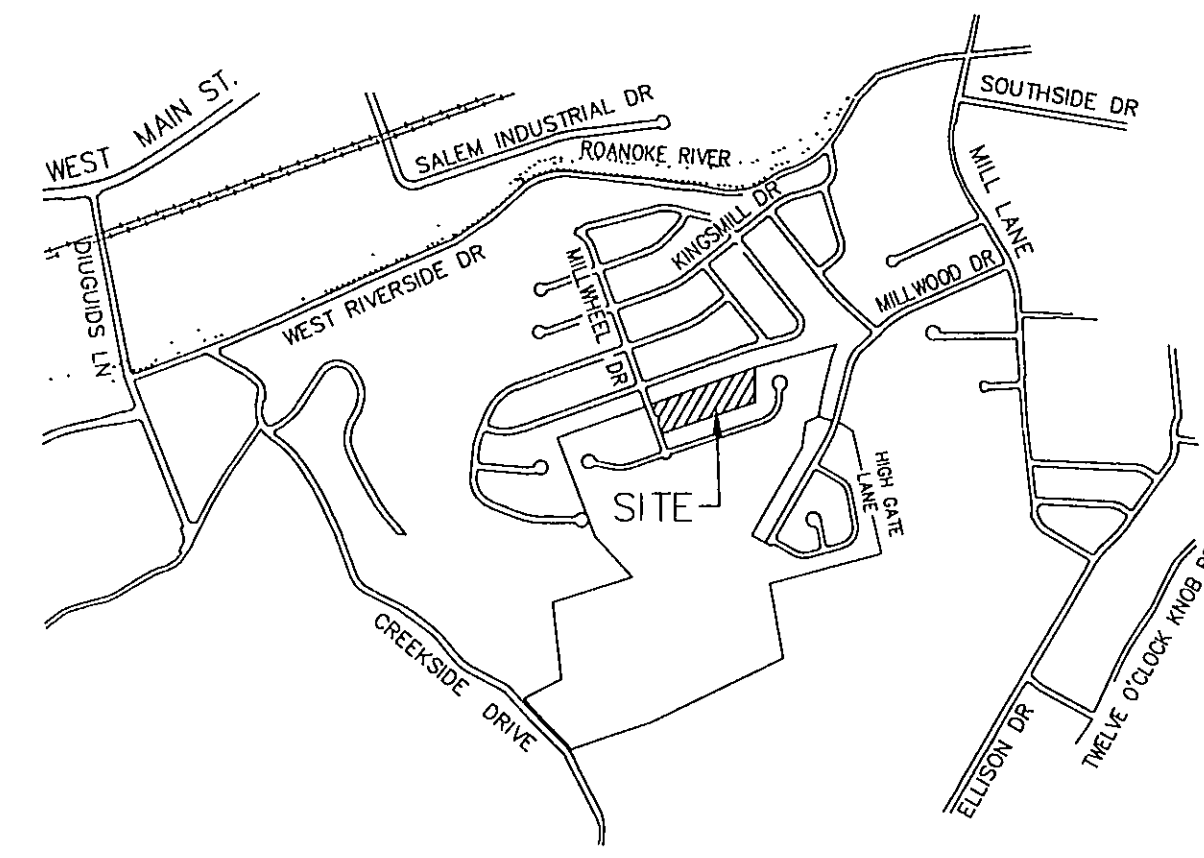 WEST MAIN ST.
SALEM INDUSTRIAL DR
SOUTHSIDE DR
ROANOKE RIVER
MILL LANE
KINGSMILL DR
DIUGUIDS LN.
WEST RIVERSIDE DR
MILLWHEEL DR
MILLWOOD DR
HIGH GATE
LANE
SITE
CREEKSIDE DRIVE
ELLISON DR
TWELVE O'CLOCK KNOB